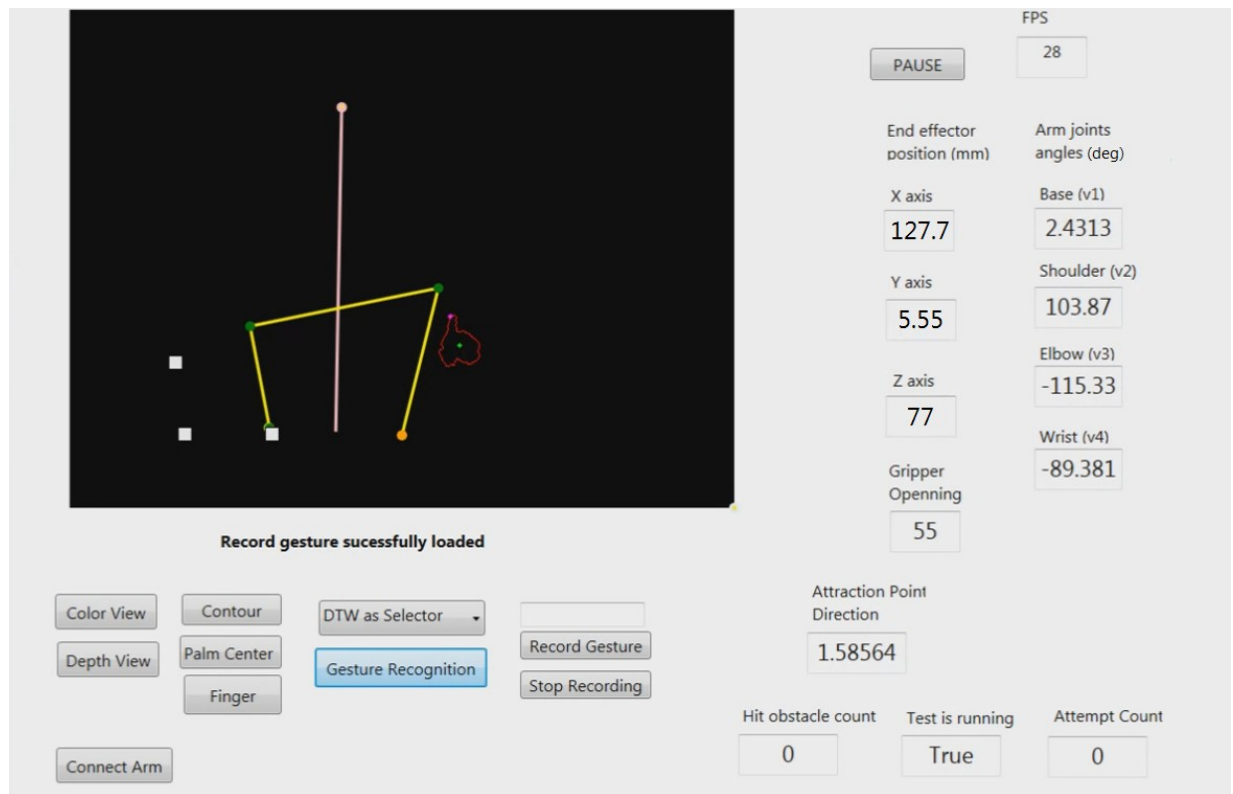 FPS
PAUSE
28
End effector
position (mm)
Arm joints
angles (deg)
X axis
127.7
Base (v1)
2.4313
Y axis
5.55
Shoulder (v2)
103.87
Z axis
77
Elbow (v3)
-115.33
Wrist (v4)
-89.381
Gripper
Openning
55
Record gesture sucessfully loaded
Color View
Contour
DTW as Selector
Record Gesture
Depth View
Palm Center
Gesture Recognition
Stop Recording
Finger
Attraction Point
Direction
1.58564
Hit obstacle count
0
Test is running
True
Attempt Count
0
Connect Arm